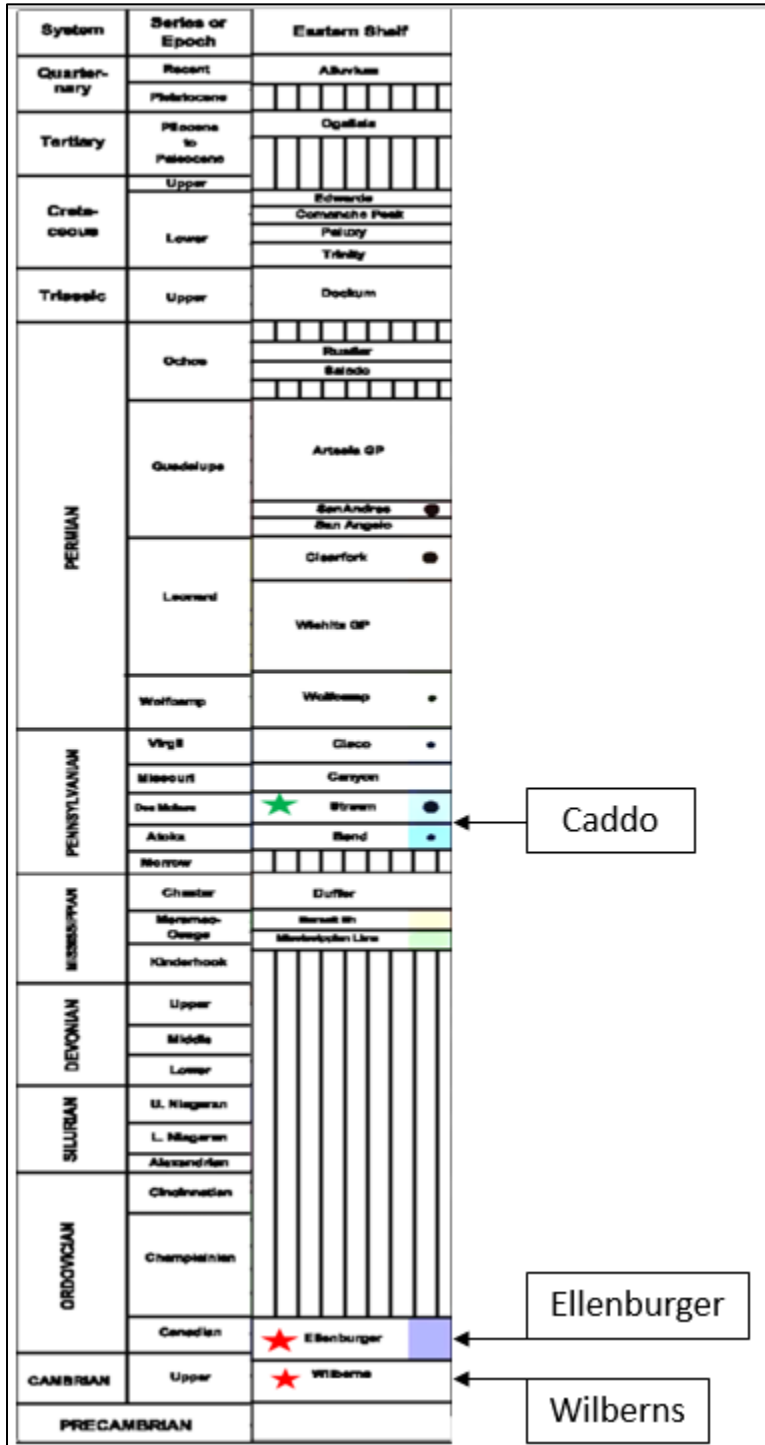 System
Series or
Epoch
Eastern Shelf
Quarter-
nary
Recent
Alluvium
Pleistocene
Tertiary
Pliocene
to
Paleocene
Ogallala
Creta-
ceous
Upper
Lower
Edwards
Comanche Peak
Paluxy
Trinity
Triassic
Upper
Dockum
PERMIAN
Ochoa
Rustler
Salado
Guadalupe
Artesia GP
San Andres
San Angelo
Leonard
Clearfork
Wichita GP
Wolfcamp
Wolfcamp
PENNSYLVANIAN
Virgil
Cisco
Missouri
Canyon
Des Moines
Strawn
Caddo
Atoka
Bend
Morrow
MISSISSIPPIAN
Chester
Duffer
Meramec-
Osage
Barnett Sh
Mississippian Lime
Kinderhook
DEVONIAN
Upper
Middle
Lower
SILURIAN
U. Niagaran
L. Niagaran
Alexandrian
ORDOVICIAN
Cincinnatian
Champlainian
Canadian
Ellenburger
Ellenburger
CAMBRIAN
Upper
Wilberns
Wilberns
PRECAMBRIAN